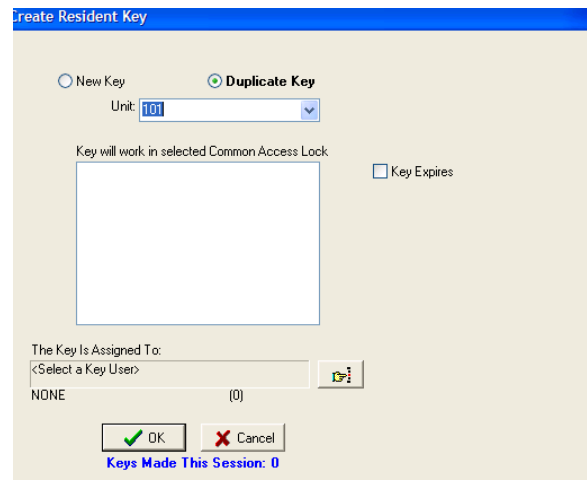 Create Resident Key
New Key Duplicate Key
Unit: 101
Key will work in selected Common Access Lock
Key Expires
The Key Is Assigned To:
<Select a Key User>
NONE (0)
OK Cancel
Keys Made This Session: 0